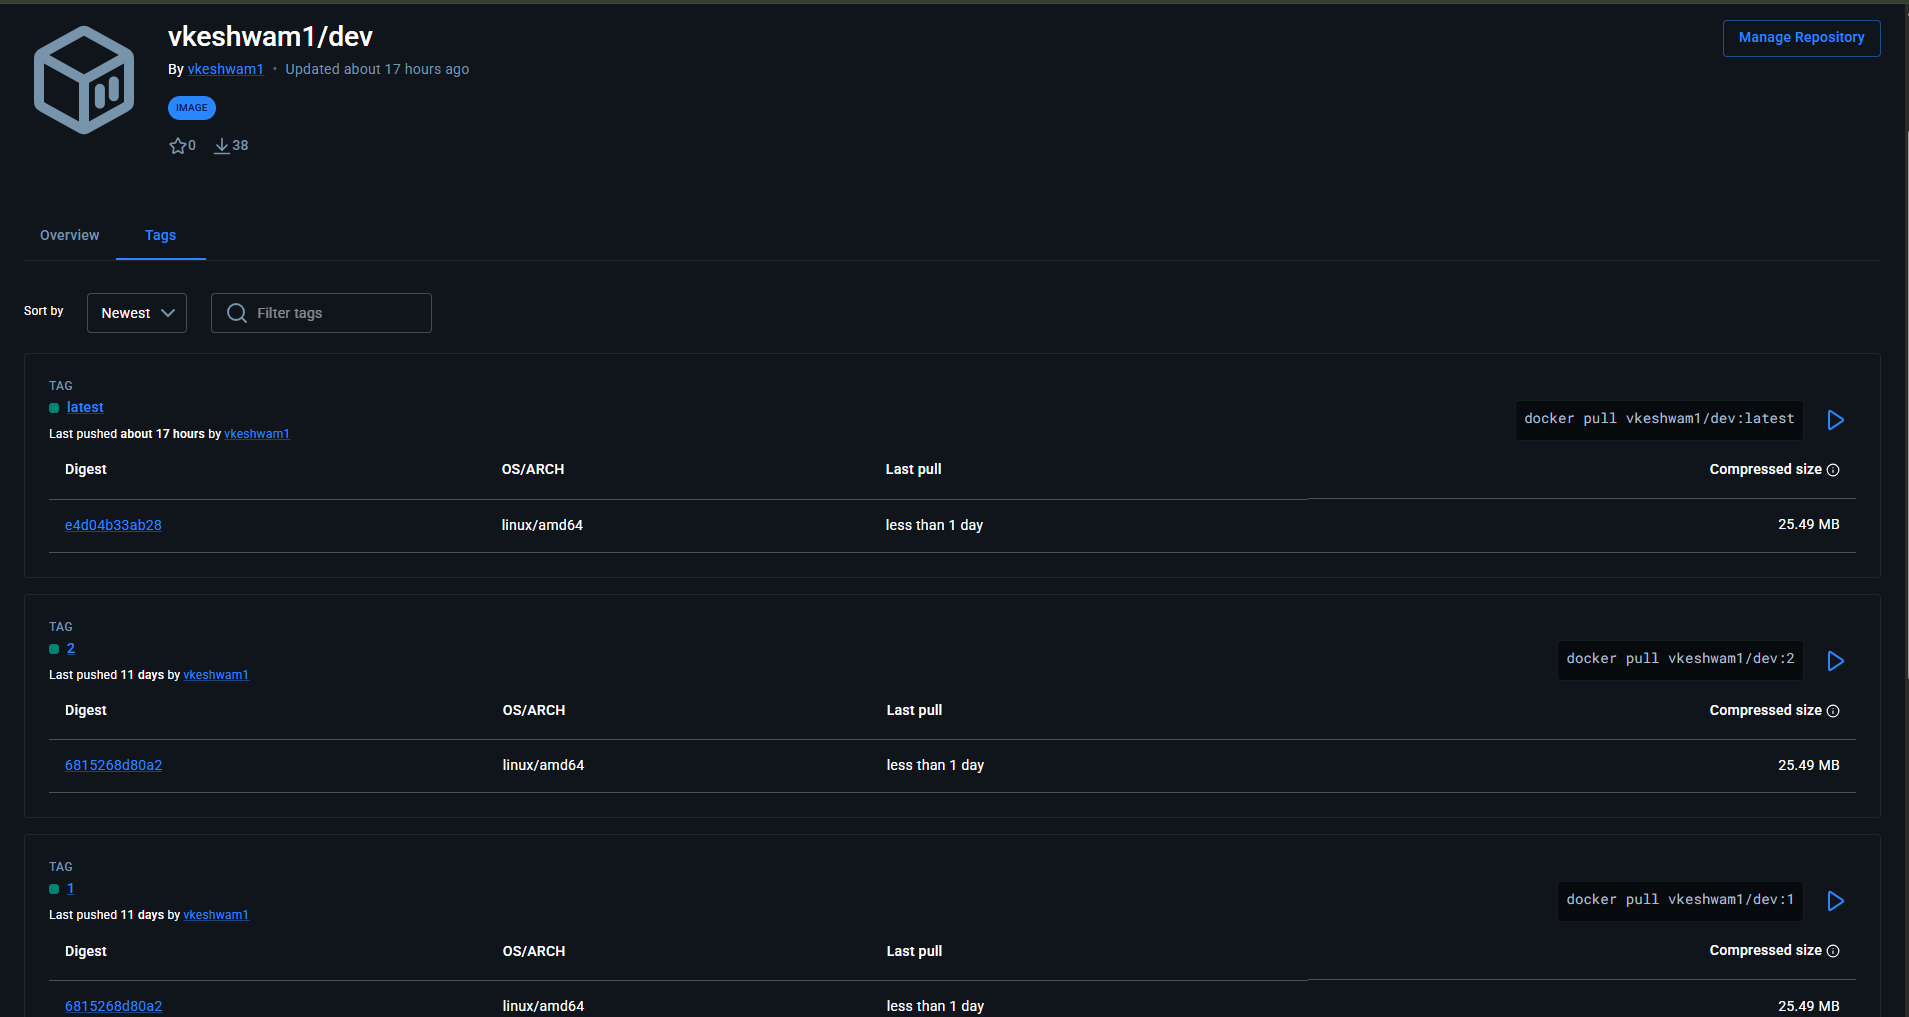 vkeshwam1/dev
Manage Repository
By vkeshwam1 • Updated about 17 hours ago
IMAGE
0 38
Overview Tags
Sort by Newest Filter tags
TAG
latest
docker pull vkeshwam1/dev:latest
Last pushed about 17 hours by vkeshwam1
Digest OS/ARCH Last pull Compressed size
e4d04b33ab28 linux/amd64 less than 1 day 25.49 MB
TAG
2
docker pull vkeshwam1/dev:2
Last pushed 11 days by vkeshwam1
Digest OS/ARCH Last pull Compressed size
6815268d80a2 linux/amd64 less than 1 day 25.49 MB
TAG
1
docker pull vkeshwam1/dev:1
Last pushed 11 days by vkeshwam1
Digest OS/ARCH Last pull Compressed size
6815268d80a2 linux/amd64 less than 1 day 25.49 MB